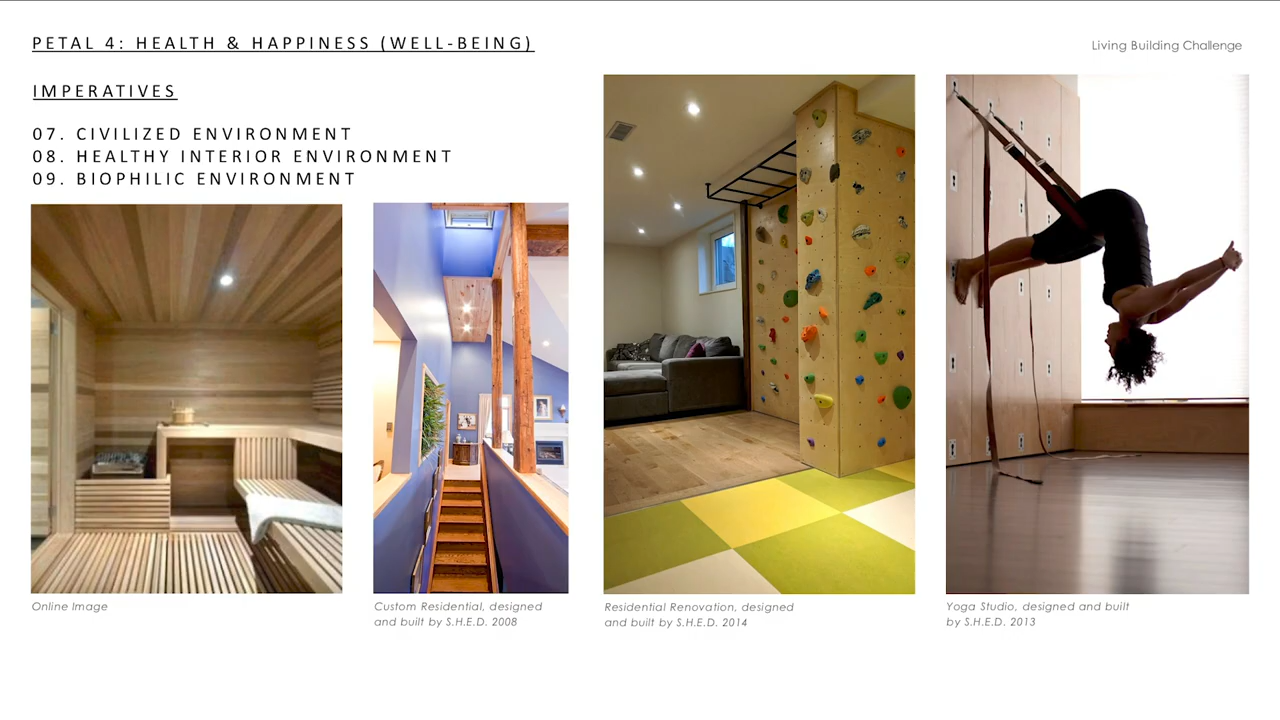 PETAL 4: HEALTH & HAPPINESS (WELL-BEING)
Living Building Challenge
IMPERATIVES
07. CIVILIZED ENVIRONMENT
08. HEALTHY INTERIOR ENVIRONMENT
09. BIOPHILIC ENVIRONMENT
Online Image
Custom Residential, designed
and built by S.H.E.D. 2008
Residential Renovation, designed
and built by S.H.E.D. 2014
Yoga Studio, designed and built
by S.H.E.D. 2013